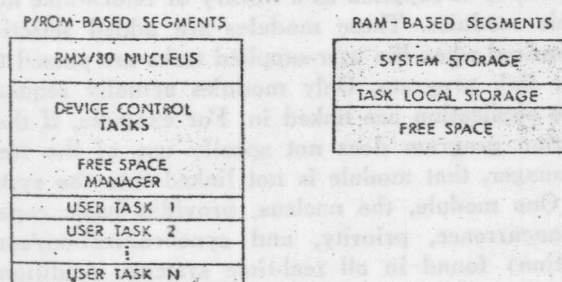 P/ROM-BASED SEGMENTS
RMX/80 NUCLEUS
DEVICE CONTROL
TASKS
FREE SPACE
MANAGER
USER TASK 1
USER TASK 2
⋮
USER TASK N
RAM-BASED SEGMENTS
SYSTEM STORAGE
TASK LOCAL STORAGE
FREE SPACE